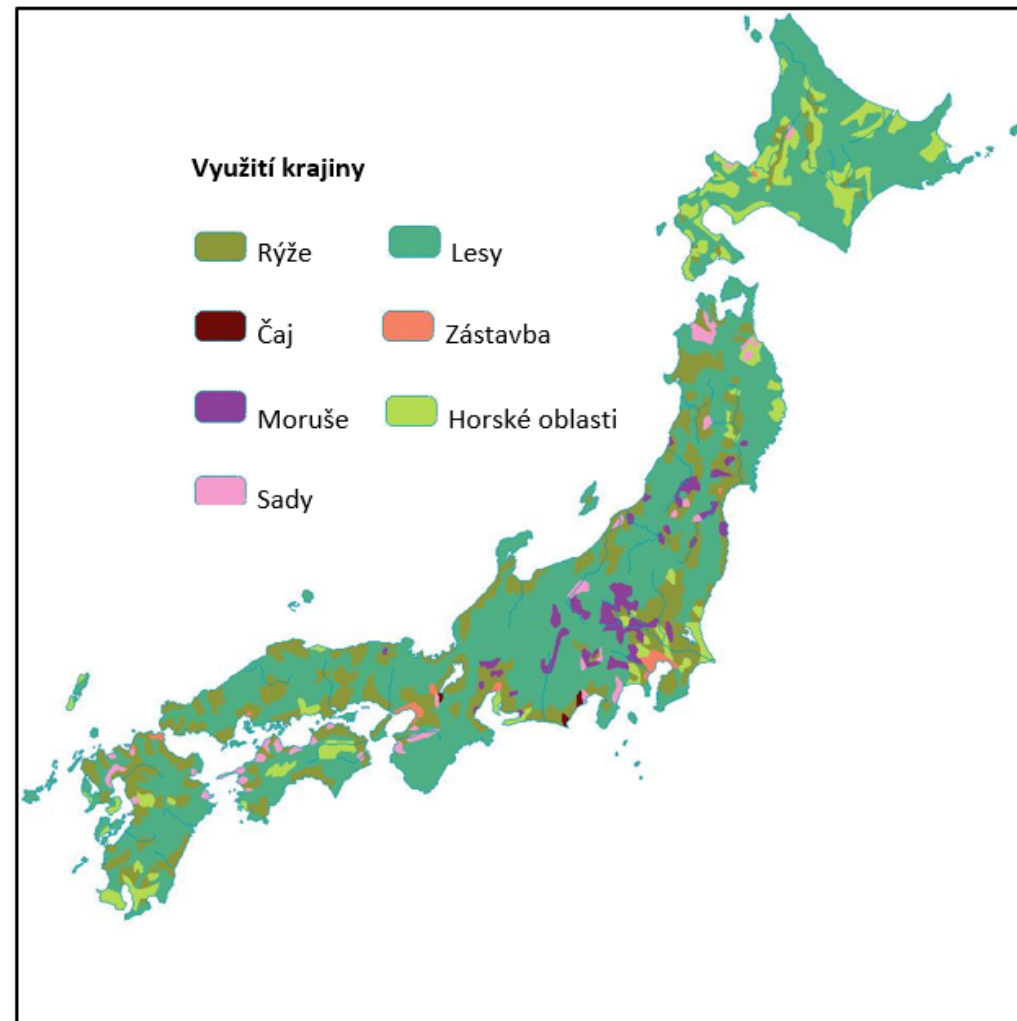 Využití krajiny
Rýže
Lesy
Čaj
Zástavba
Moruše
Horské oblasti
Sady